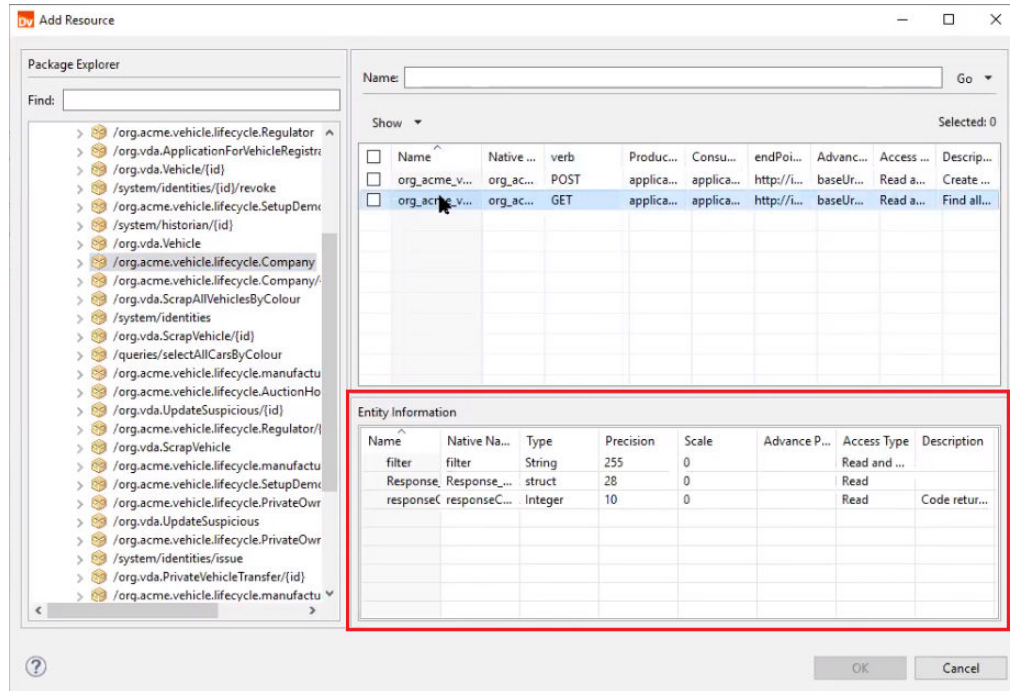 Dv Add Resource
Package Explorer
Find:
/org.acme.vehicle.lifecycle.Regulator
/org.vda.ApplicationForVehicleRegistra
/org.vda.Vehicle/{id}
/system/identities/{id}/revoke
/org.acme.vehicle.lifecycle.SetupDemo
/system/historian/{id}
/org.vda.Vehicle
/org.acme.vehicle.lifecycle.Company
/org.acme.vehicle.lifecycle.Company/
/org.vda.ScrapAllVehiclesByColour
/system/identities
/org.vda.ScrapVehicle/{id}
/queries/selectAllCarsByColour
/org.acme.vehicle.lifecycle.manufactu
/org.acme.vehicle.lifecycle.AuctionHo
/org.vda.UpdateSuspicious/{id}
/org.acme.vehicle.lifecycle.Regulator/{
/org.vda.ScrapVehicle
/org.acme.vehicle.lifecycle.manufactu
/org.acme.vehicle.lifecycle.SetupDemo
/org.acme.vehicle.lifecycle.PrivateOwr
/org.vda.UpdateSuspicious
/org.acme.vehicle.lifecycle.PrivateOwr
/system/identities/issue
/org.vda.PrivateVehicleTransfer/{id}
/org.acme.vehicle.lifecycle.manufactu
Name: Go
Show Selected: 0
Name Native ... verb Produc... Consu... endPoi... Advanc... Access ... Descrip...
org_acme_v... org_ac... POST applica... applica... http://i... baseUr... Read a... Create ...
org_acme_v... org_ac... GET applica... applica... http://i... baseUr... Read a... Find all...
Entity Information
Name Native Na... Type Precision Scale Advance P... Access Type Description
filter filter String 255 0 Read and ...
Response_ Response_... struct 28 0 Read
responseC responseC... Integer 10 0 Read Code retur...
? OK Cancel